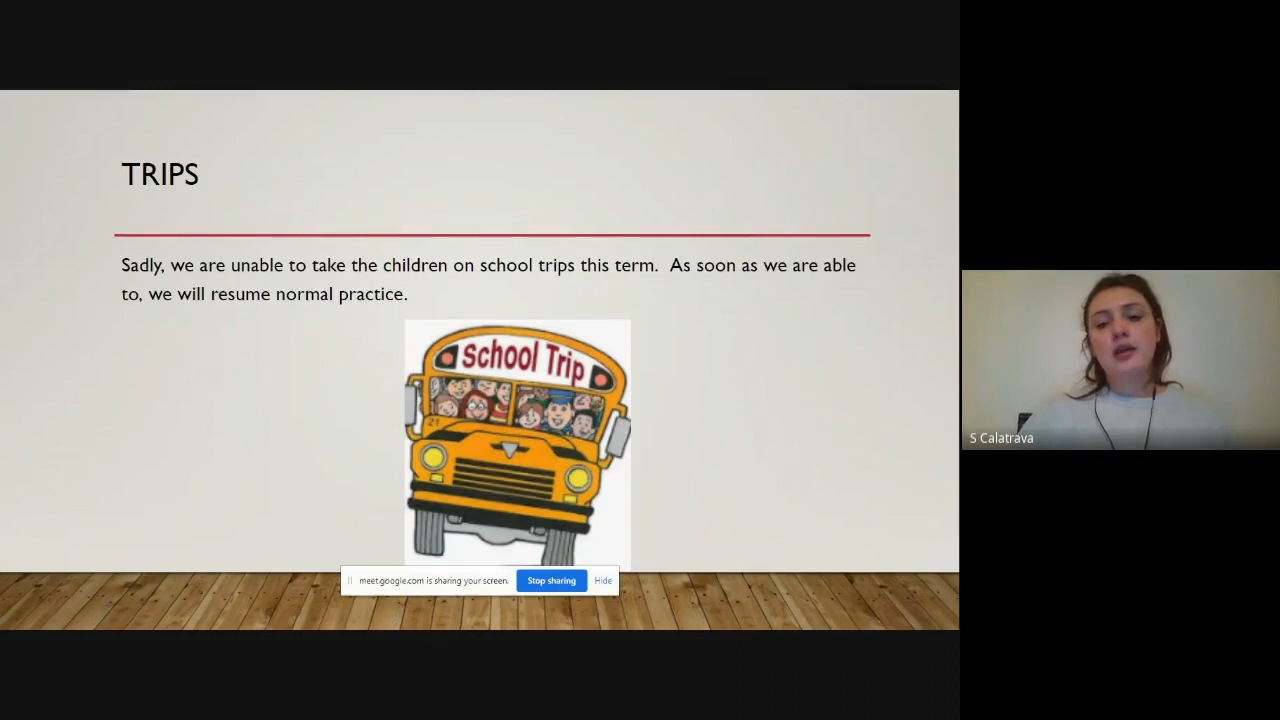 TRIPS
Sadly, we are unable to take the children on school trips this term.  As soon as we are able
to, we will resume normal practice.
School Trip
21
meet.google.com is sharing your screen.
Stop sharing
Hide
S Calatrava